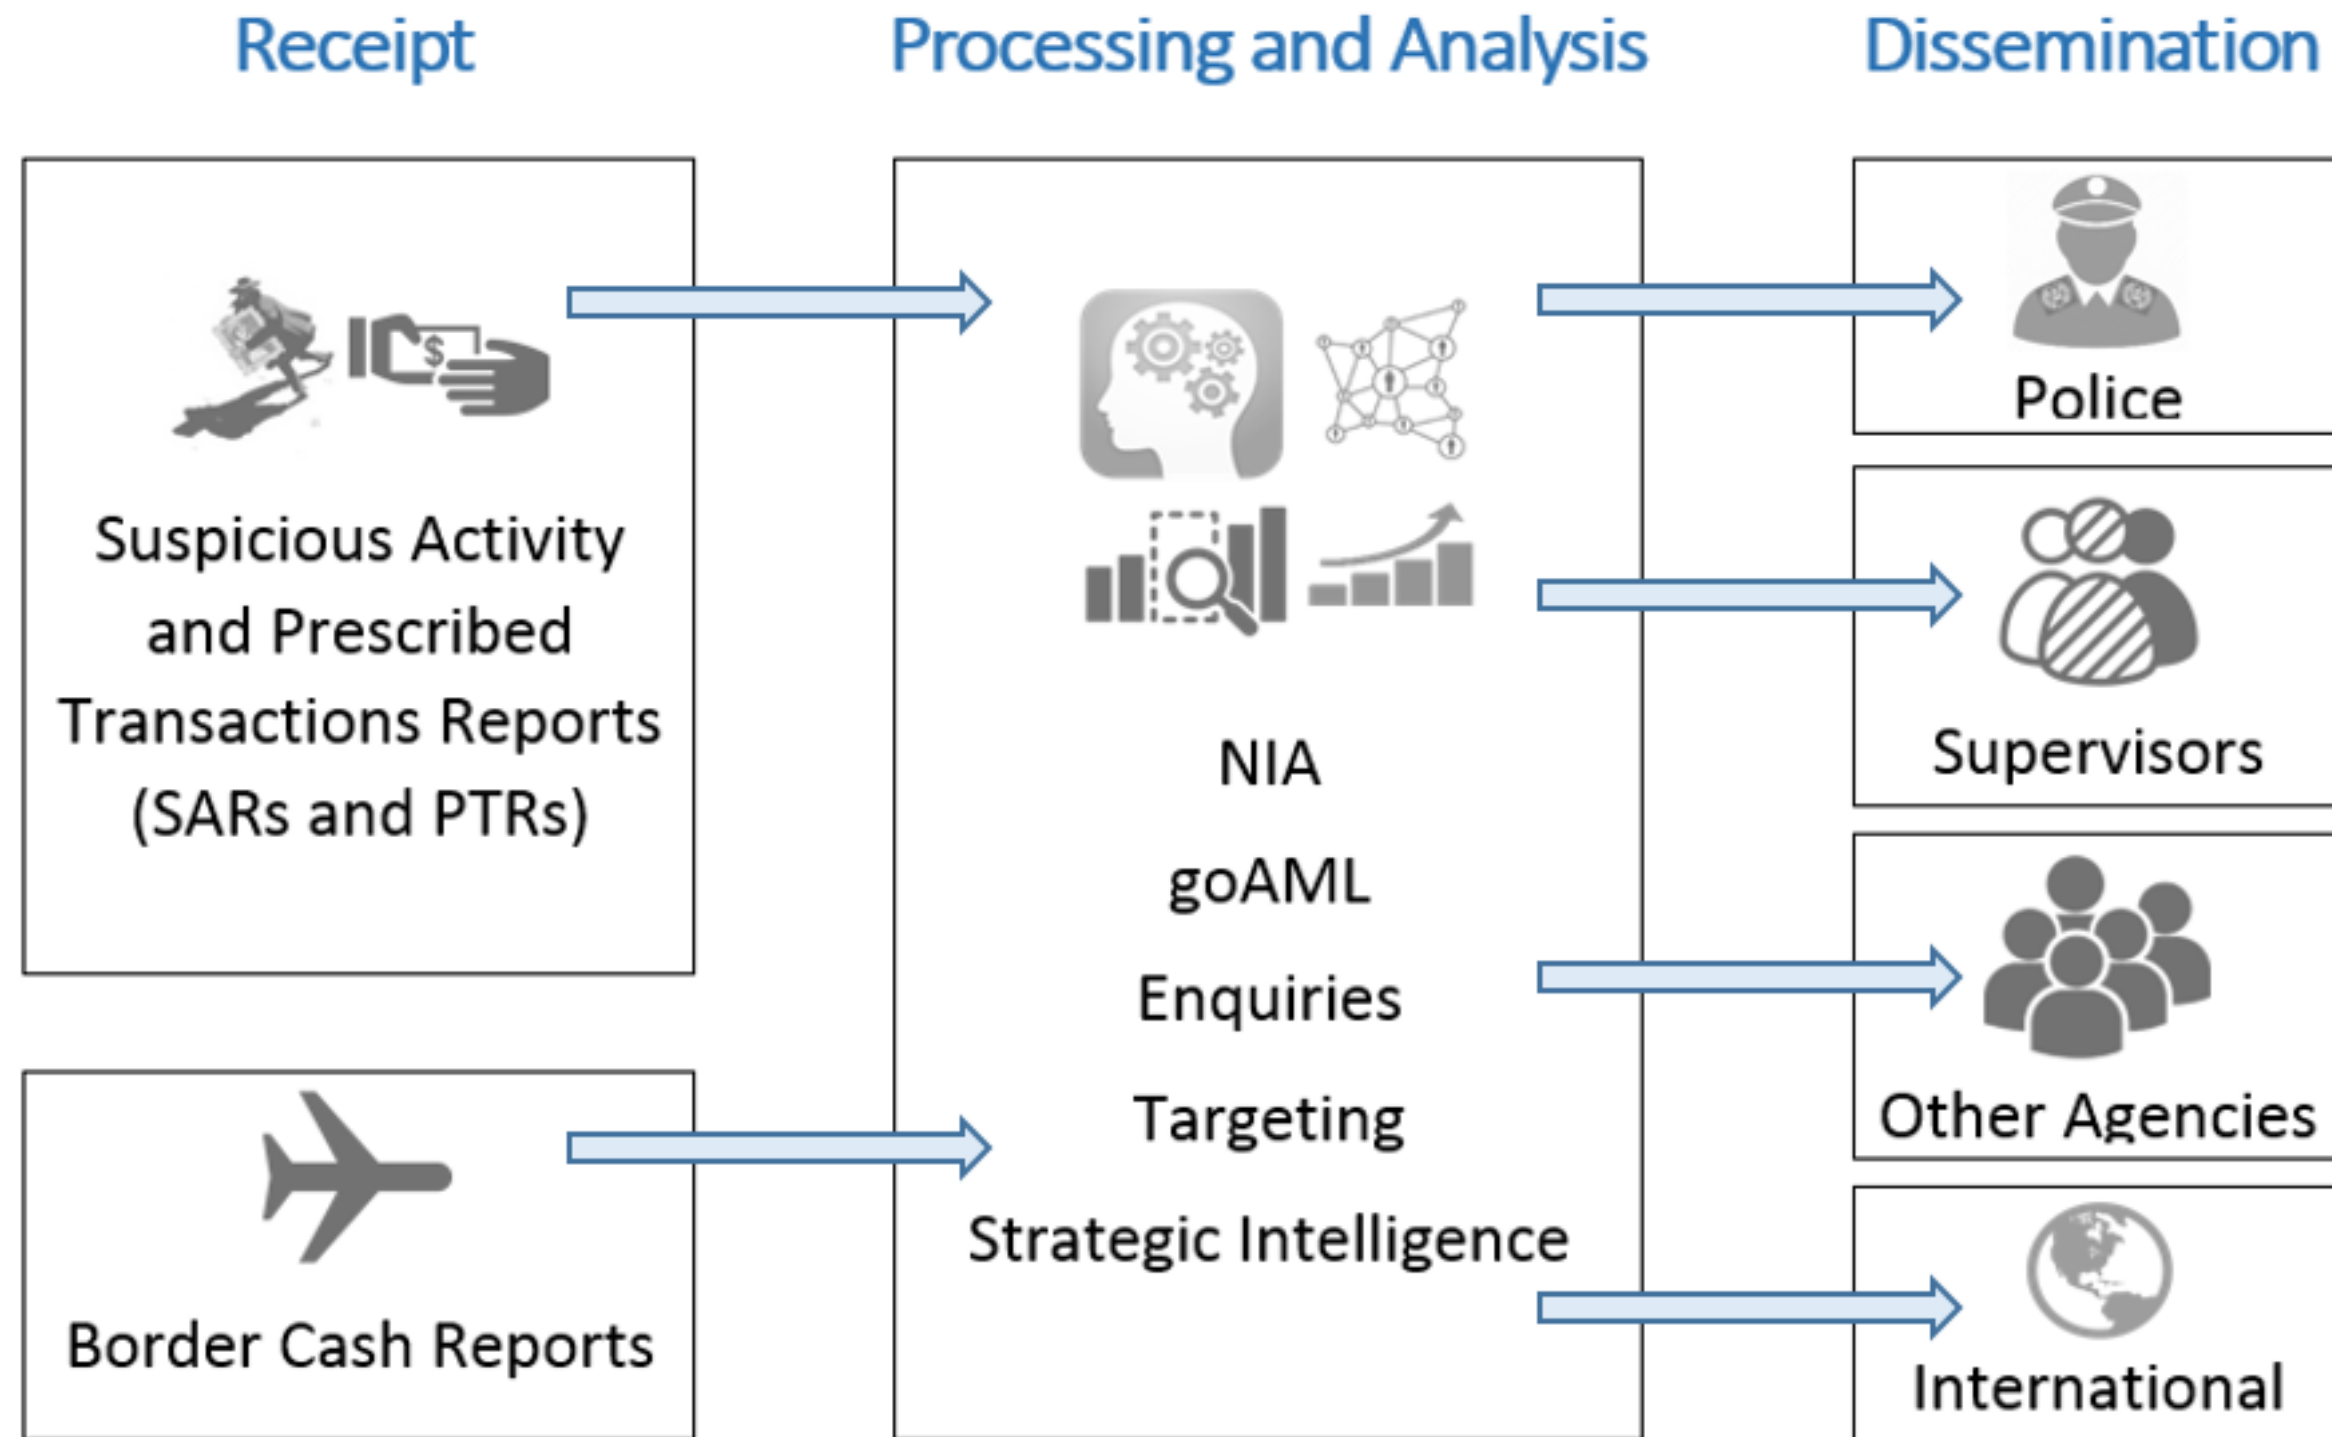 Receipt
Processing and Analysis
Dissemination
$
Suspicious Activity
and Prescribed
Transactions Reports
(SARs and PTRs)
Border Cash Reports
NIA
goAML
Enquiries
Targeting
Strategic Intelligence
Police
Supervisors
Other Agencies
International